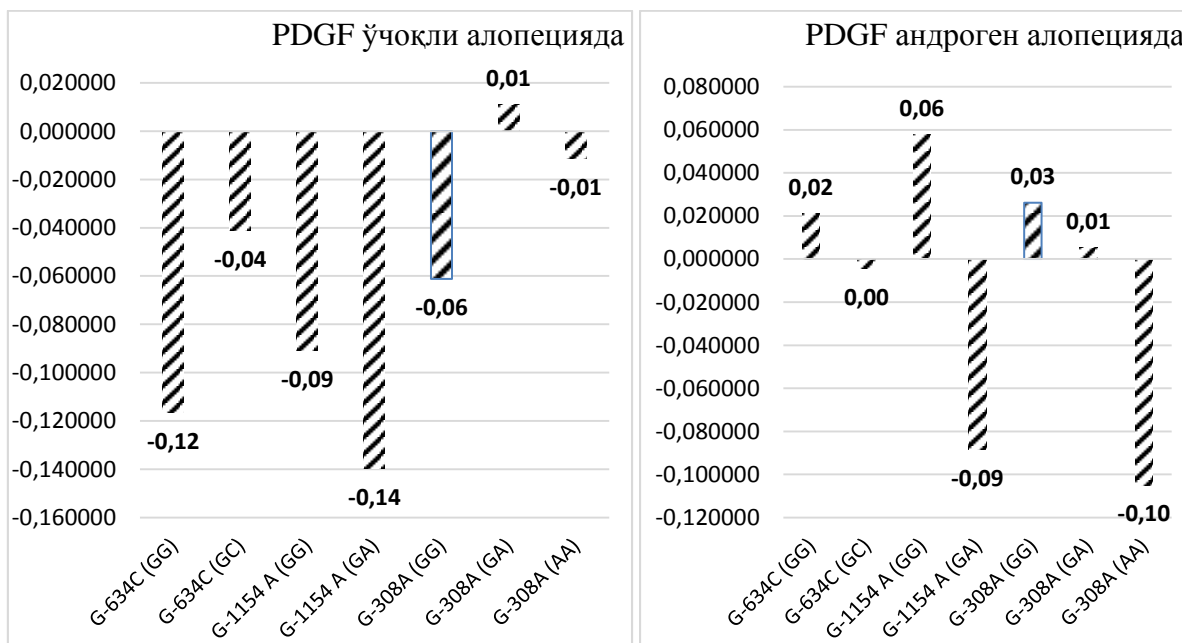 PDGF ўчоқли алопецияда
0,020000
0,000000
-0,020000
-0,040000
-0,060000
-0,080000
-0,100000
-0,120000
-0,140000
-0,160000
-0,12
-0,04
-0,09
-0,14
-0,06
0,01
-0,01
G-634C (GG)
G-634C (GC)
G-1154 A (GG)
G-1154 A (GA)
G-308A (GG)
G-308A (GA)
G-308A (AA)
PDGF андроген алопецияда
0,080000
0,060000
0,040000
0,020000
0,000000
-0,020000
-0,040000
-0,060000
-0,080000
-0,100000
-0,120000
0,02
0,00
0,06
-0,09
0,03
0,01
-0,10
G-634C (GG)
G-634C (GC)
G-1154 A (GG)
G-1154 A (GA)
G-308A (GG)
G-308A (GA)
G-308A (AA)